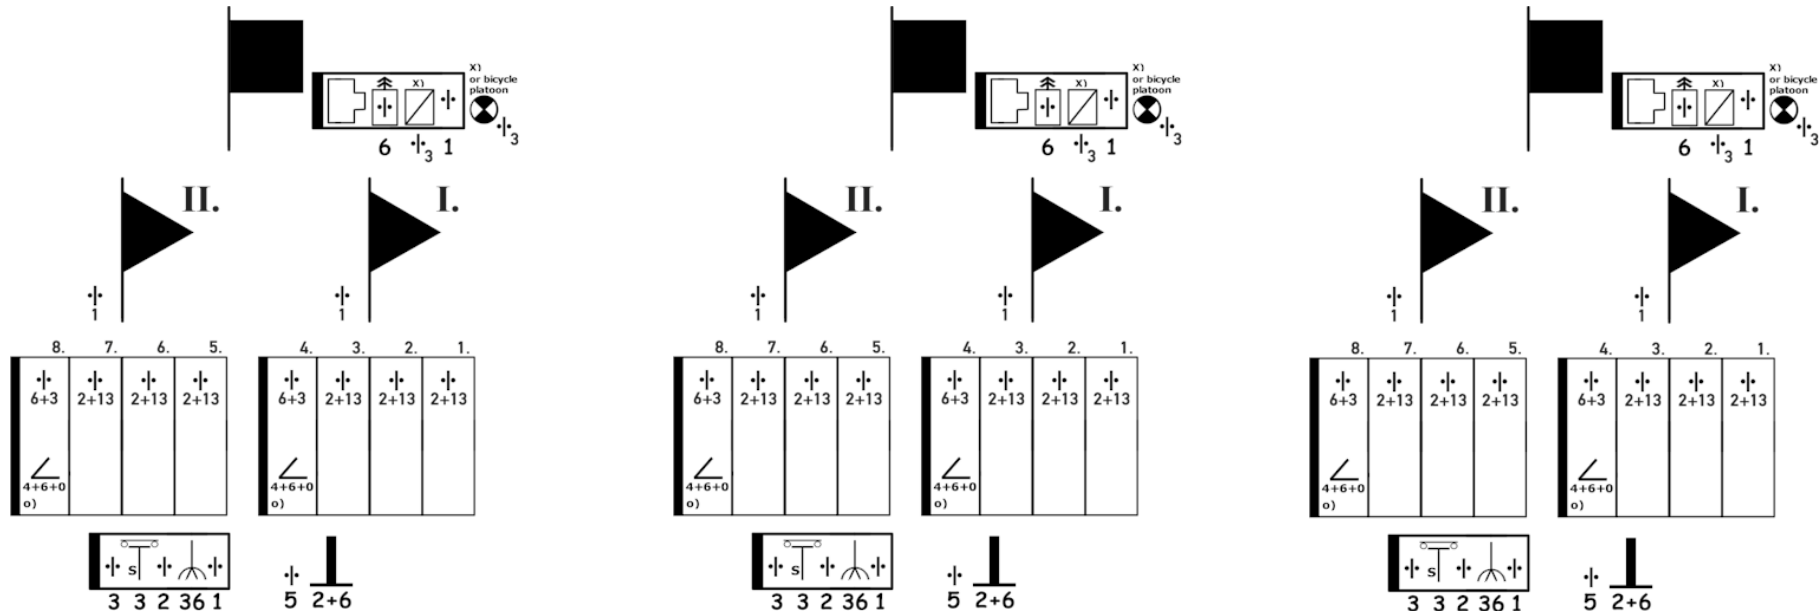 X)
or bicycle
platoon
X)
3
6 3 1
X)
or bicycle
platoon
X)
3
6 3 1
X)
or bicycle
platoon
X)
3
6 3 1
II. I.
II. I.
II. I.
1 1
1 1
1 1
8. 7. 6. 5. 4. 3. 2. 1.
8. 7. 6. 5. 4. 3. 2. 1.
8. 7. 6. 5. 4. 3. 2. 1.
6+3 2+13 2+13 2+13 6+3 2+13 2+13 2+13
6+3 2+13 2+13 2+13 6+3 2+13 2+13 2+13
6+3 2+13 2+13 2+13 6+3 2+13 2+13 2+13
4+6+0 4+6+0
4+6+0 4+6+0
4+6+0 4+6+0
o) o)
o) o)
o) o)
S
S
S
3 3 2 36 1 5 2+6
3 3 2 36 1 5 2+6
3 3 2 36 1 5 2+6